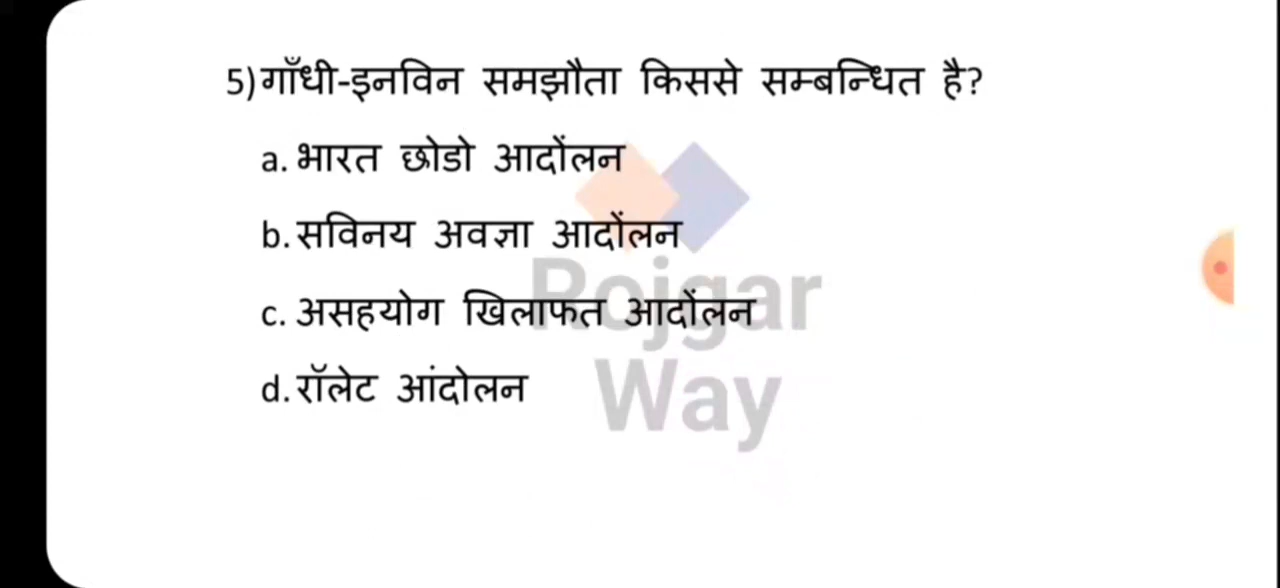 5)गाँधी-इनविन समझौता किससे सम्बन्धित है?
a. भारत छोडो आदोंलन
b. सविनय अवज्ञा आदोंलन
c. असहयोग खिलाफत आदोंलन
d. रॉलेट आंदोलन
Rojgar
Way